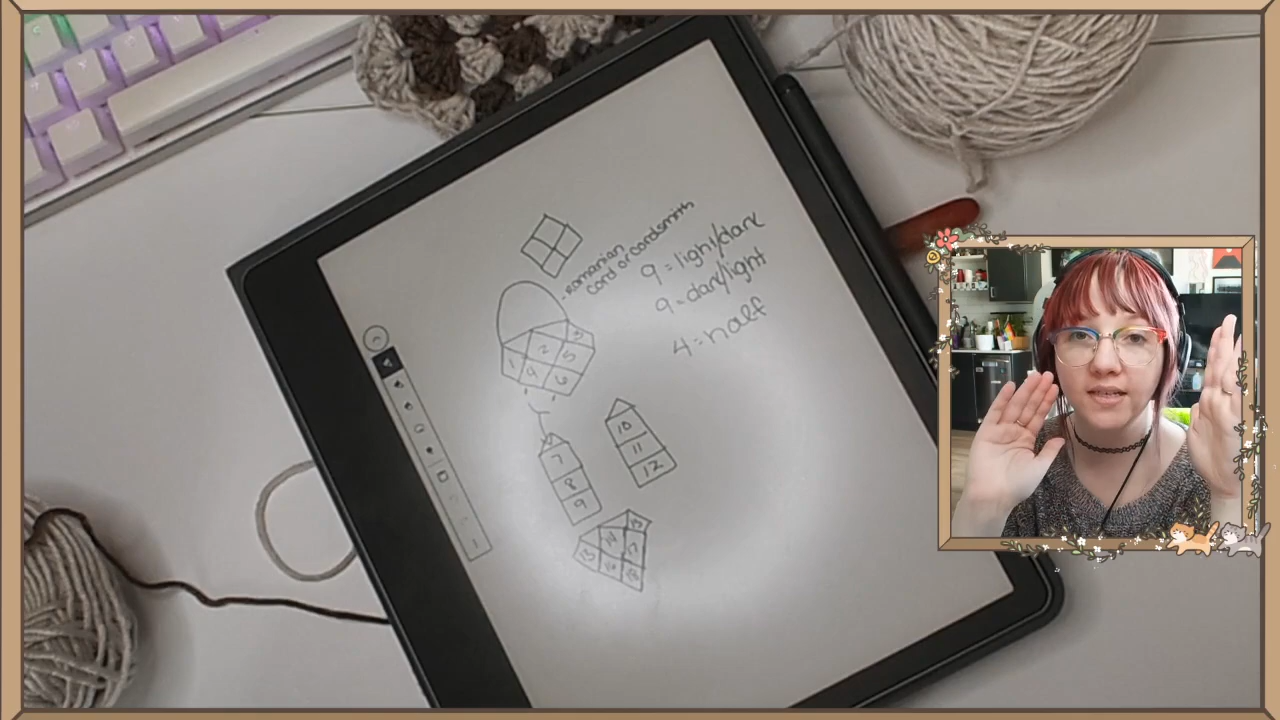 Romanian
cord or cordsmith
9 = light/dark
9 = dark/light
4 = half
1 2 3
4 5 6
7
8
9
10
11
12